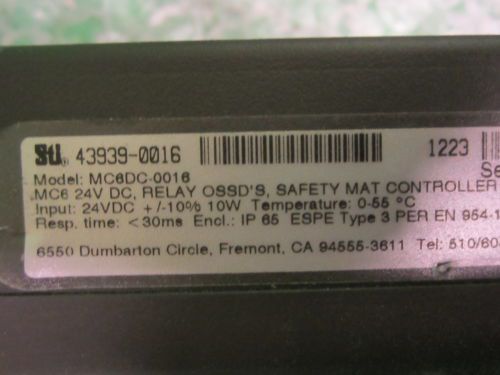 Sti 43939-0016 1223
Se
Model: MC6DC-0016
MC6 24V DC, RELAY OSSD'S, SAFETY MAT CONTROLLER
Input: 24VDC +/-10% 10W Temperature: 0-55 °C
Resp. time: <30ms Encl.: IP 65 ESPE Type 3 PER EN 954-1
6550 Dumbarton Circle, Fremont, CA 94555-3611 Tel: 510/60